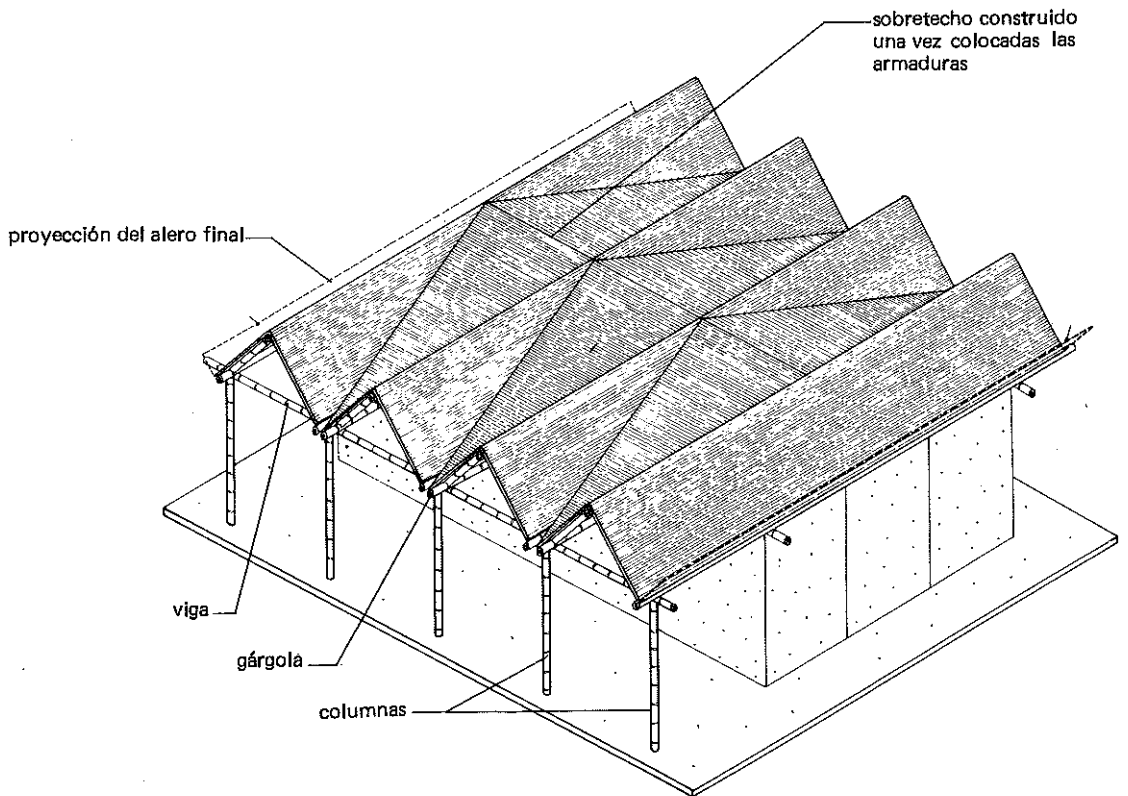 sobretecho construido
una vez colocadas las
armaduras
proyección del alero final
viga
gárgola
columnas